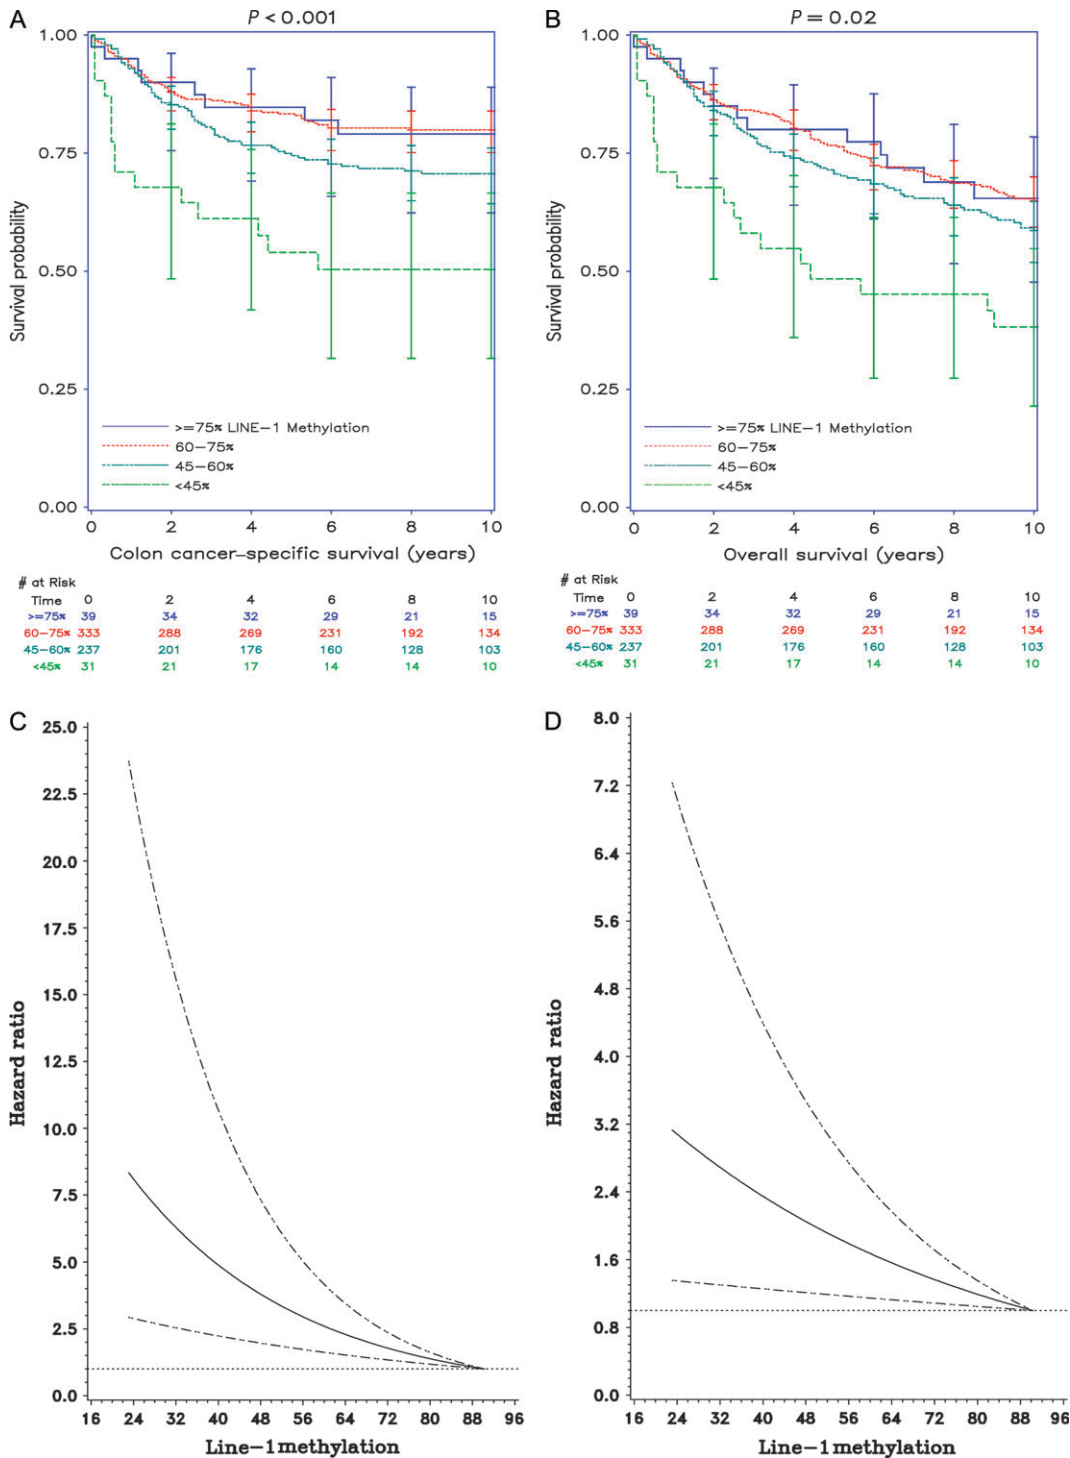 A
P < 0.001
1.00
0.75
0.50
0.25
0.00
Survival probability
>=75% LINE-1 Methylation
60-75%
45-60%
<45%
0 2 4 6 8 10
Colon cancer-specific survival (years)
# at Risk
Time 0 2 4 6 8 10
>=75% 39 34 32 29 21 15
60-75% 333 288 269 231 192 134
45-60% 237 201 176 160 128 103
<45% 31 21 17 14 14 10
B
P = 0.02
1.00
0.75
0.50
0.25
0.00
Survival probability
>=75% LINE-1 Methylation
60-75%
45-60%
<45%
0 2 4 6 8 10
Overall survival (years)
# at Risk
Time 0 2 4 6 8 10
>=75% 39 34 32 29 21 15
60-75% 333 288 269 231 192 134
45-60% 237 201 176 160 128 103
<45% 31 21 17 14 14 10
C
25.0
22.5
20.0
17.5
15.0
12.5
10.0
7.5
5.0
2.5
0.0
Hazard ratio
16 24 32 40 48 56 64 72 80 88 96
Line-1 methylation
D
8.0
7.2
6.4
5.6
4.8
4.0
3.2
2.4
1.6
0.8
0.0
Hazard ratio
16 24 32 40 48 56 64 72 80 88 96
Line-1 methylation